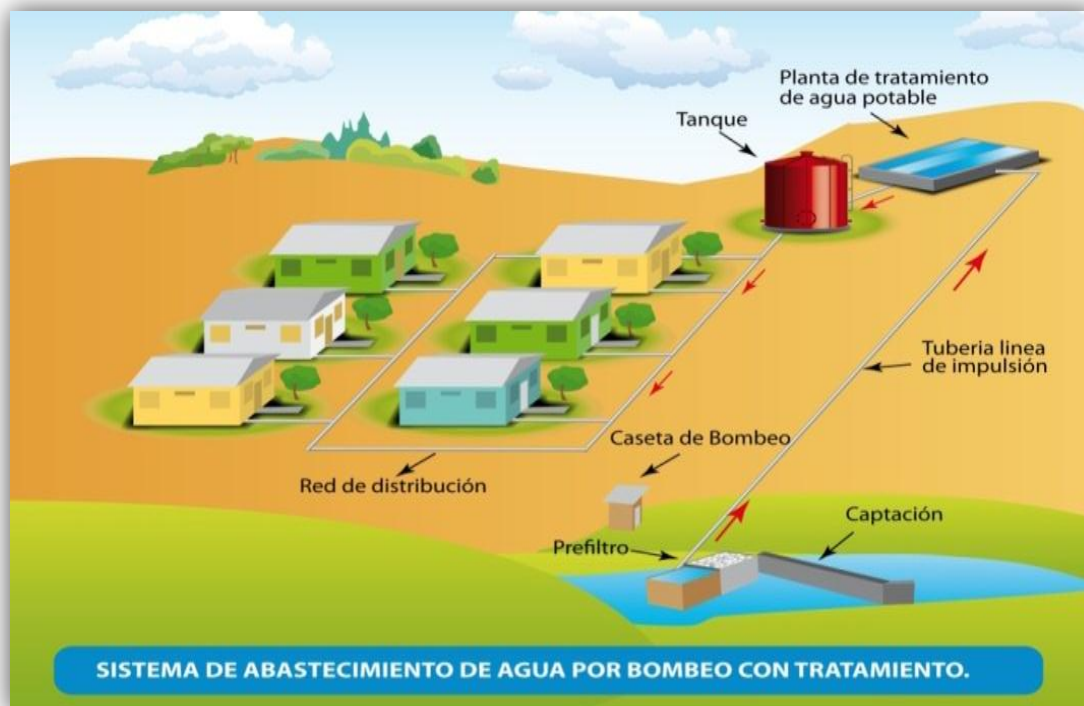 Planta de tratamiento
de agua potable
Tanque
Tuberia linea
de impulsión
Caseta de Bombeo
Red de distribución
Captación
Prefiltro
SISTEMA DE ABASTECIMIENTO DE AGUA POR BOMBEO CON TRATAMIENTO.